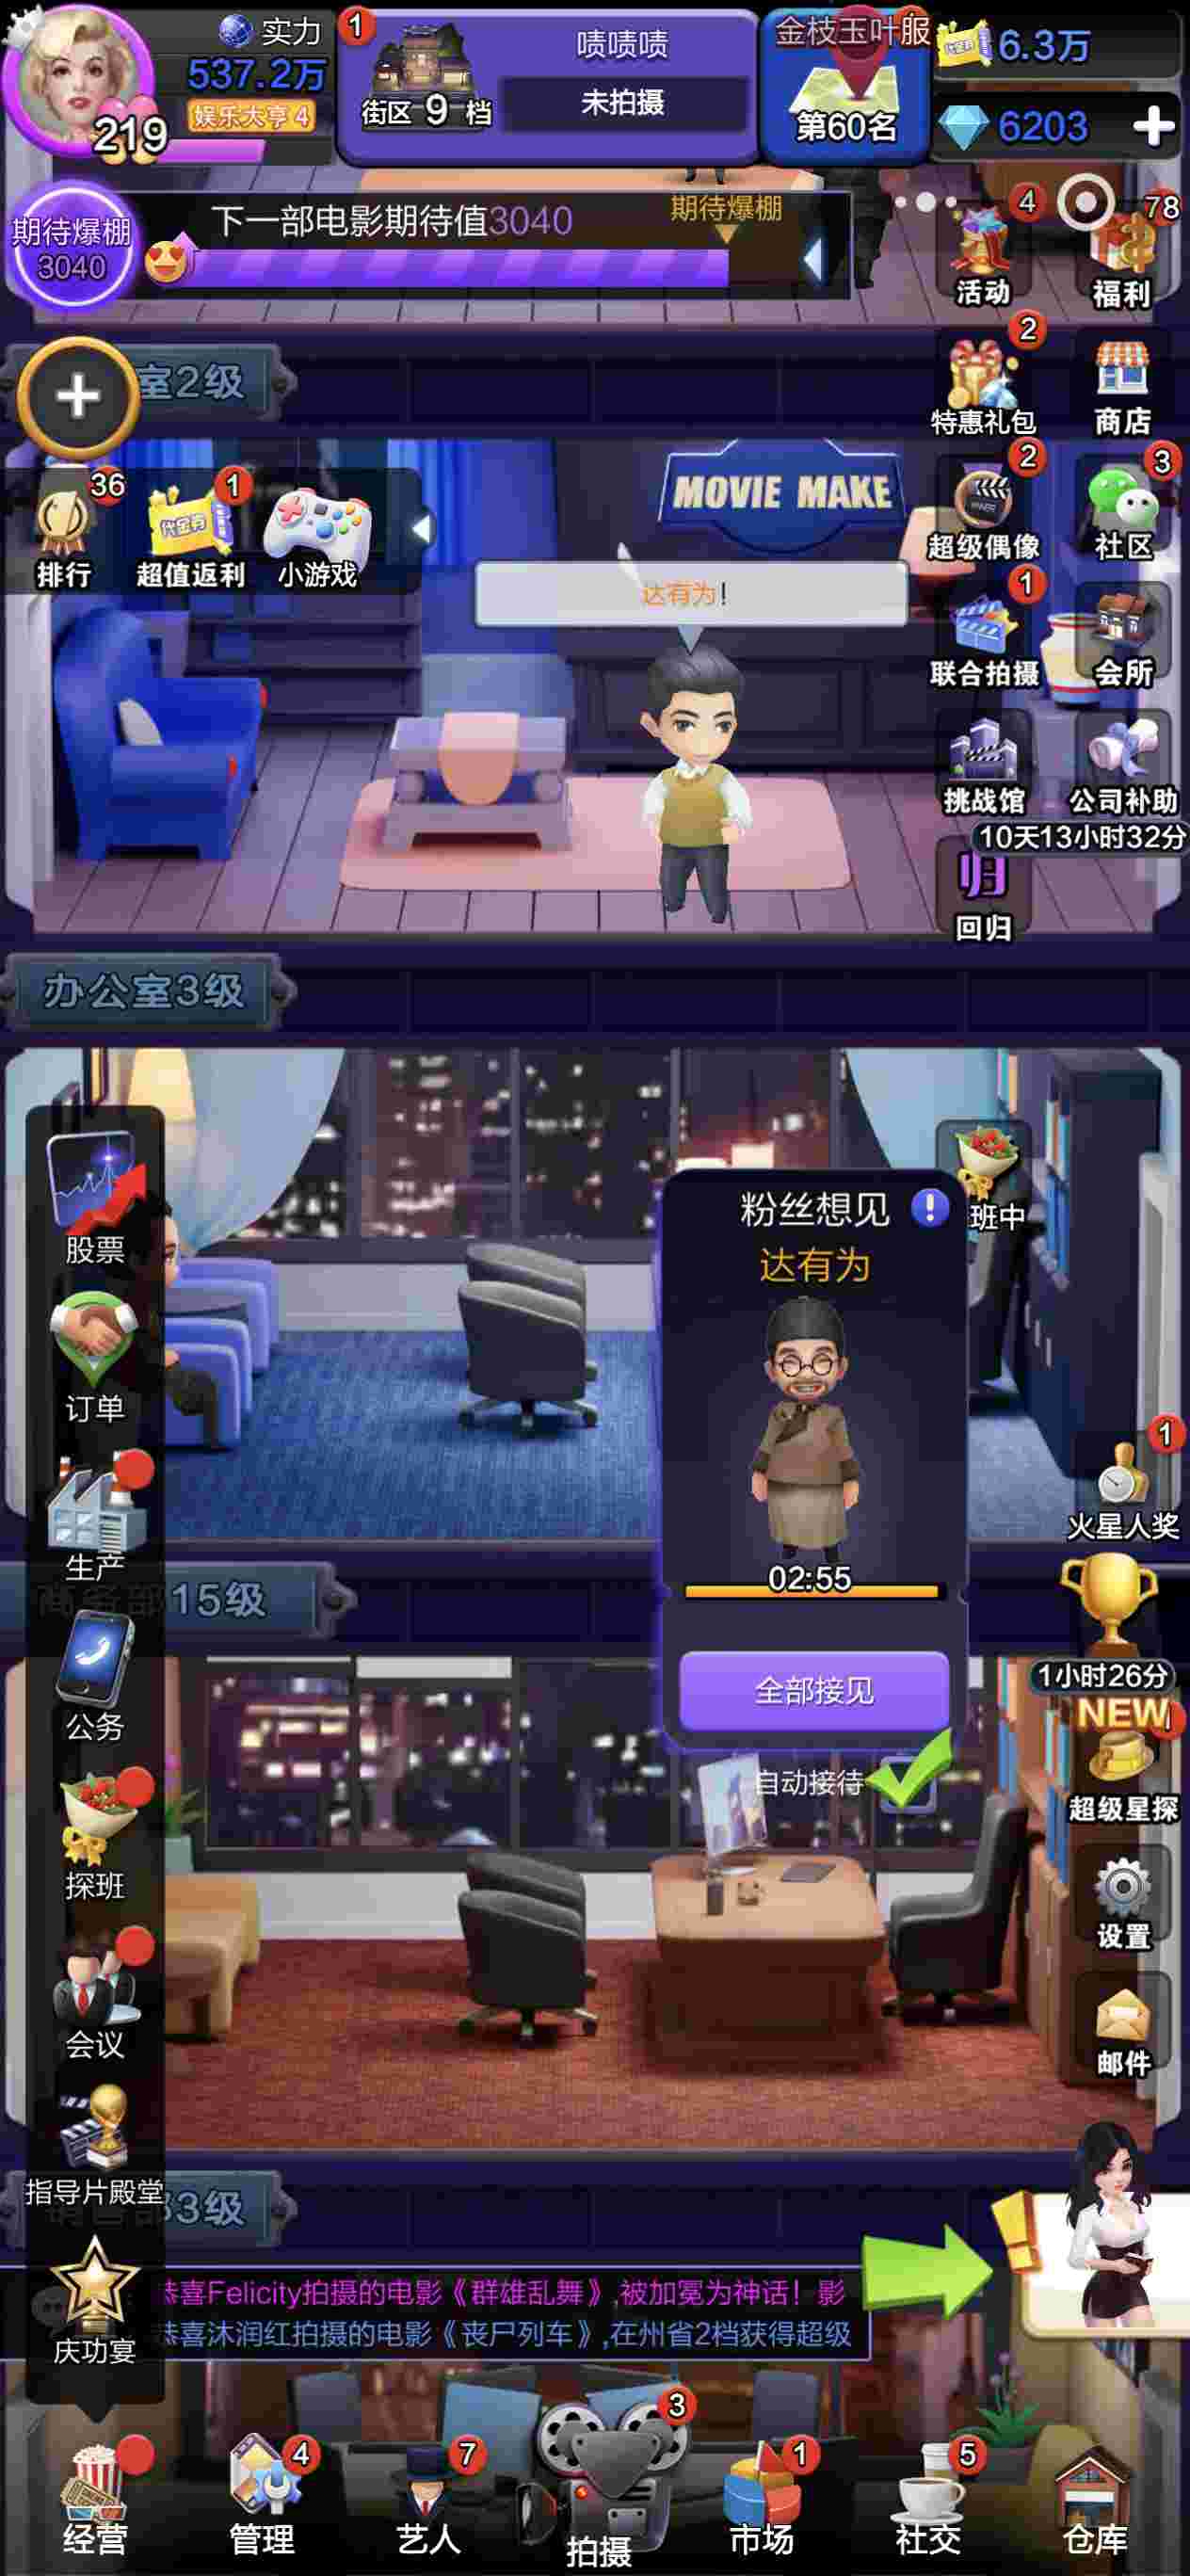 实力
537.2万
娱乐大亨 4
219
1
街区 9 档
啧啧啧
未拍摄
金枝玉叶服
第60名
6.3万
6203
期待爆棚
3040
下一部电影期待值3040
期待爆棚
4
活动
78
福利
室2级
2
特惠礼包
商店
36
排行
1
代金券
超值返利
小游戏
MOVIE MAKE
2
超级偶像
3
社区
达有为!
1
联合拍摄
会所
挑战馆
公司补助
10天13小时32分
归
回归
办公室3级
股票
粉丝想见
达有为
班中
订单
02:55
1
火星人奖
生产
商务部15级
全部接见
1小时26分
NEW
公务
自动接待
超级星探
探班
设置
会议
邮件
指导片殿堂
销售部3级
恭喜Felicity拍摄的电影《群雄乱舞》,被加冕为神话！影
恭喜沐润红拍摄的电影《丧尸列车》,在州省2档获得超级
庆功宴
经营
4
管理
7
艺人
3
拍摄
1
市场
5
社交
仓库